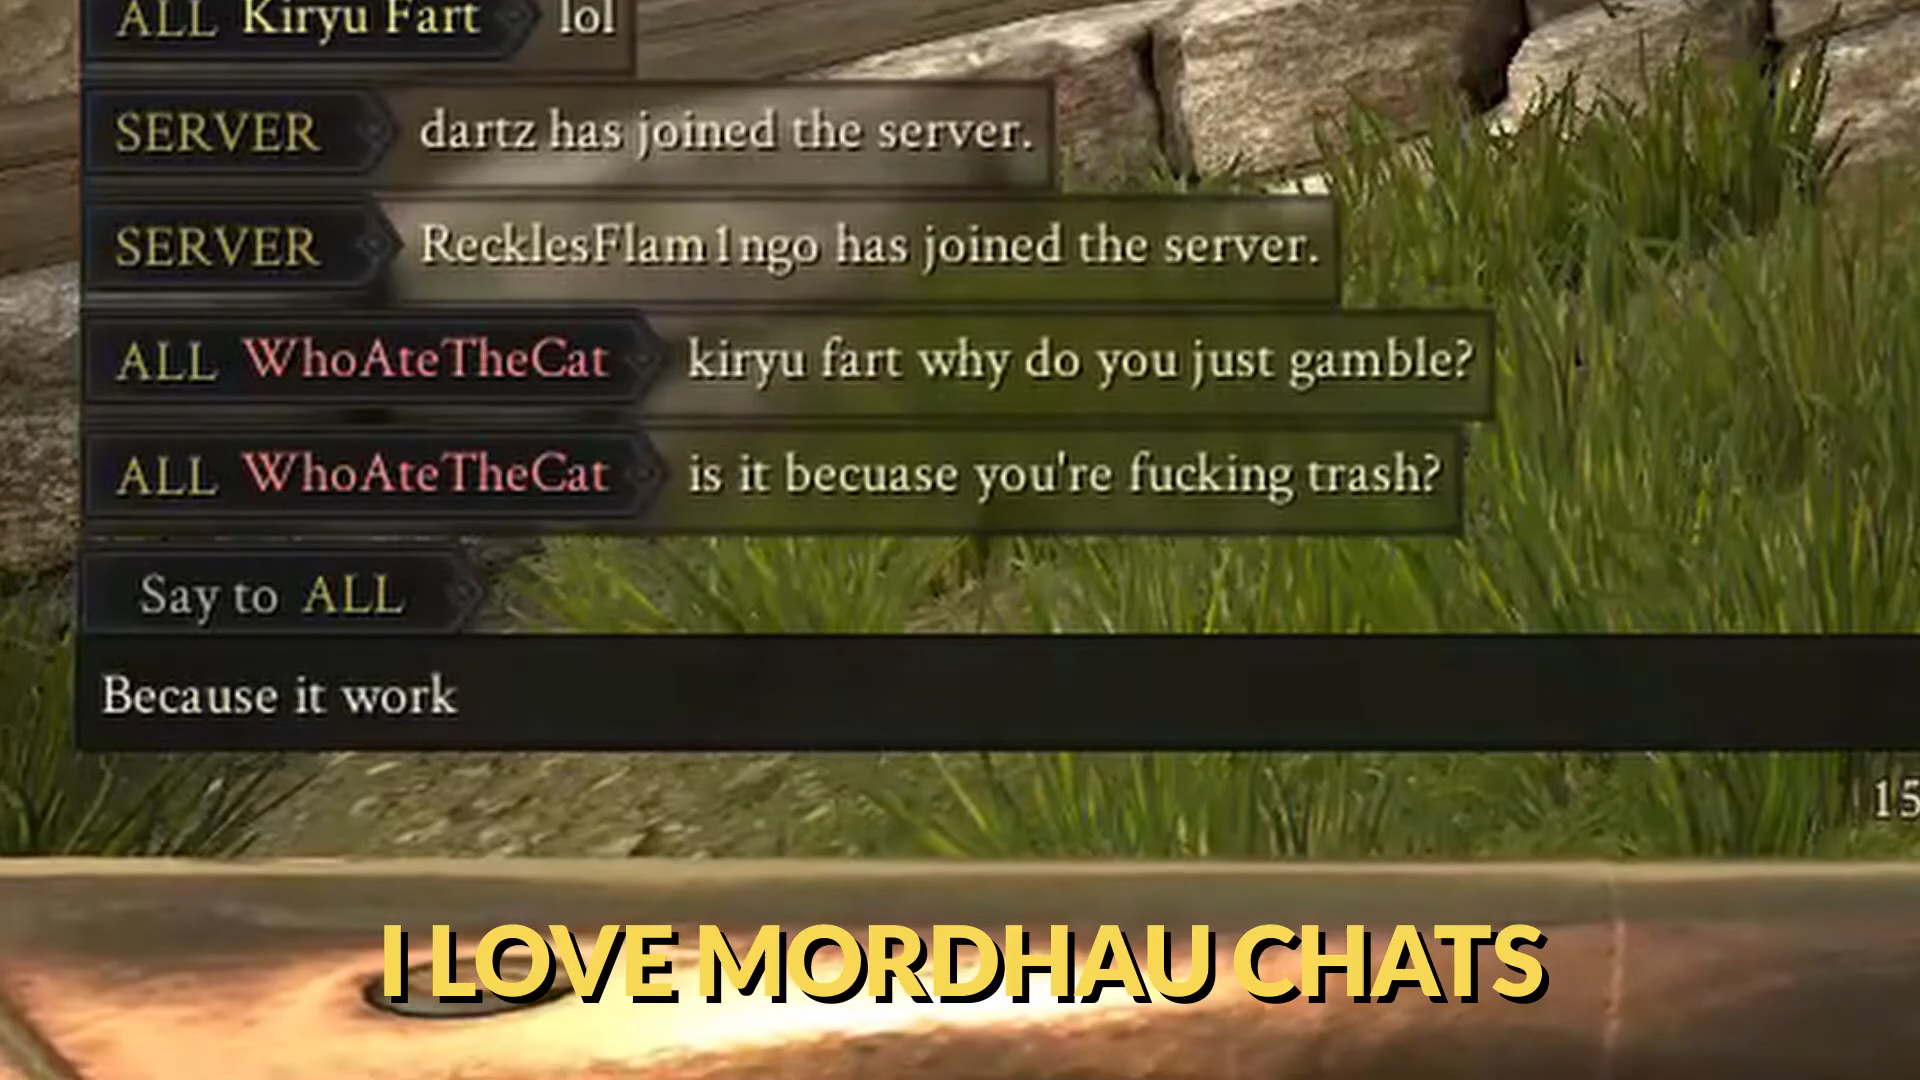 ALL Kiryu Fart lol
SERVER dartz has joined the server.
SERVER RecklesFlam1ngo has joined the server.
ALL WhoAteTheCat kiryu fart why do you just gamble?
ALL WhoAteTheCat is it becuase you're fucking trash?
Say to ALL
Because it work
15
I LOVE MORDHAU CHATS